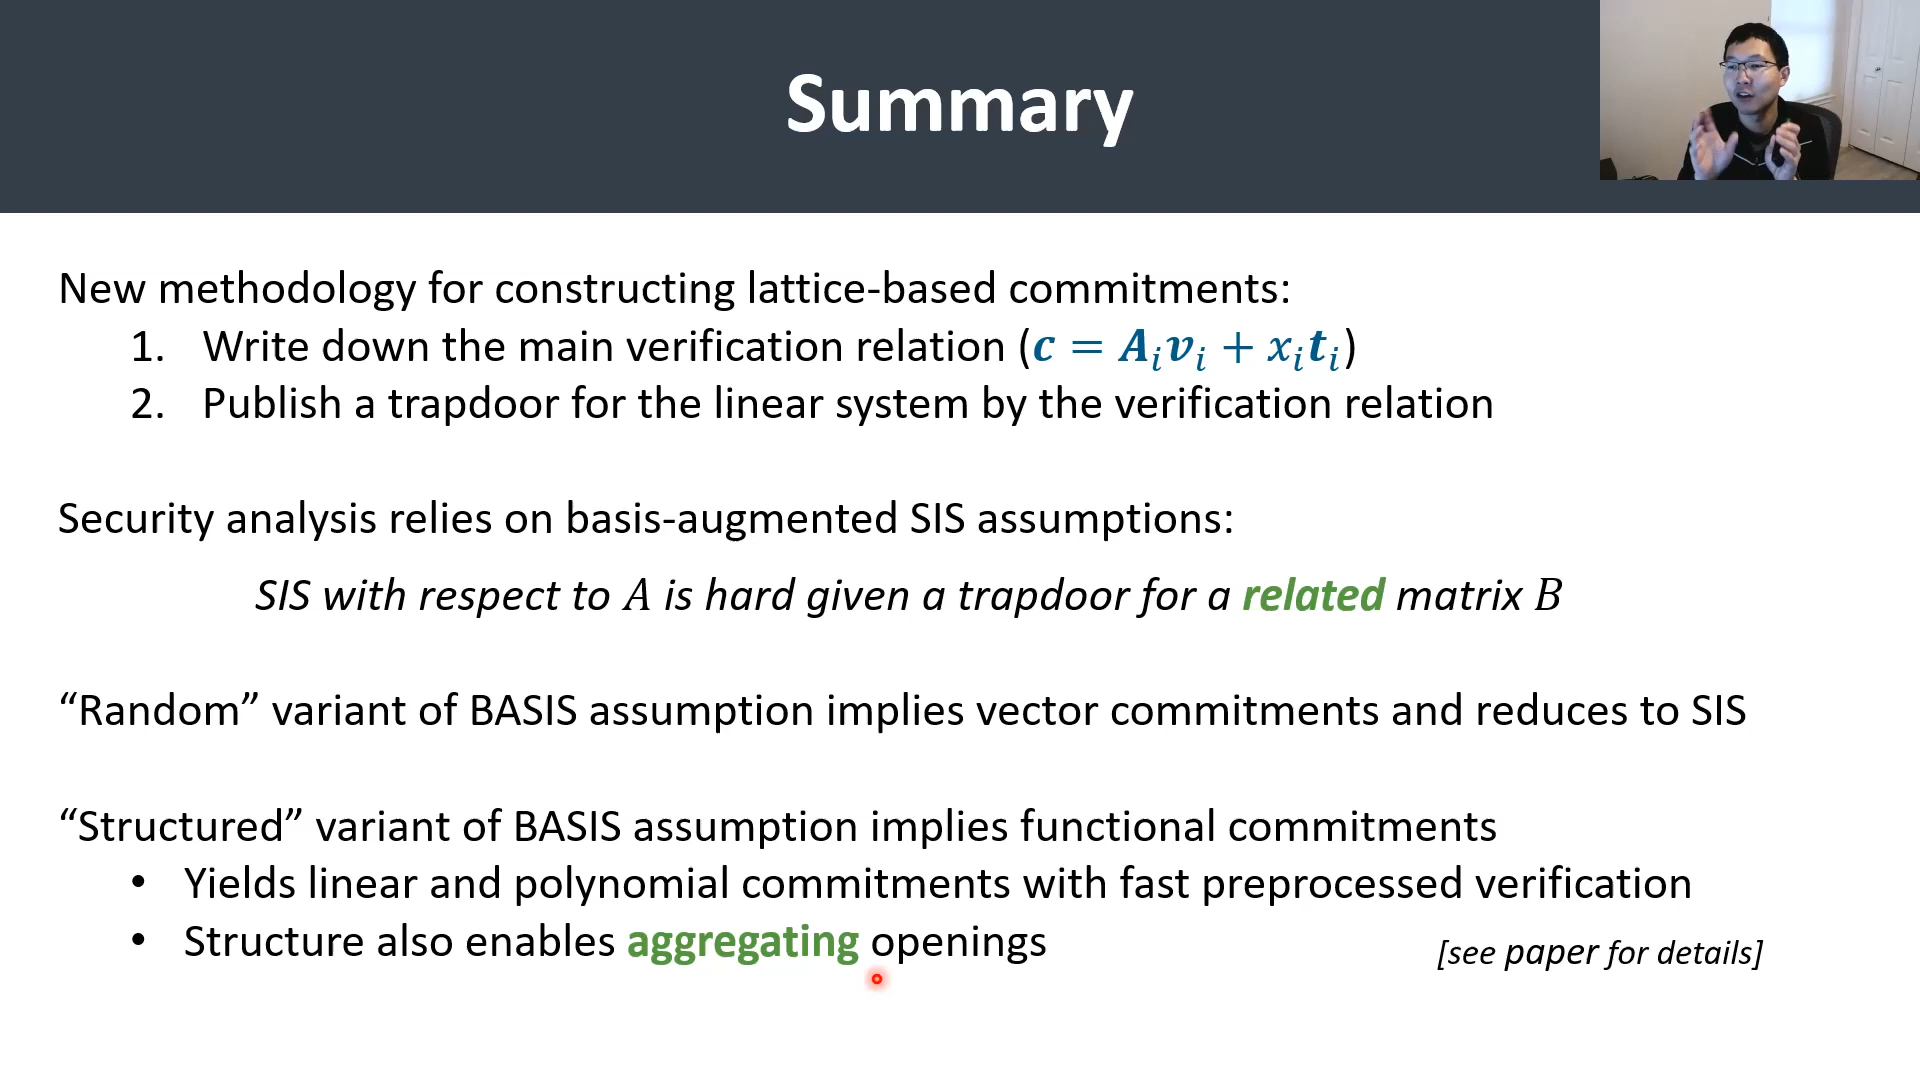 Summary
New methodology for constructing lattice-based commitments:
1. Write down the main verification relation (c = Aᵢvᵢ + xᵢtᵢ)
2. Publish a trapdoor for the linear system by the verification relation
Security analysis relies on basis-augmented SIS assumptions:
SIS with respect to A is hard given a trapdoor for a related matrix B
“Random” variant of BASIS assumption implies vector commitments and reduces to SIS
“Structured” variant of BASIS assumption implies functional commitments
• Yields linear and polynomial commitments with fast preprocessed verification
• Structure also enables aggregating openings
[see paper for details]